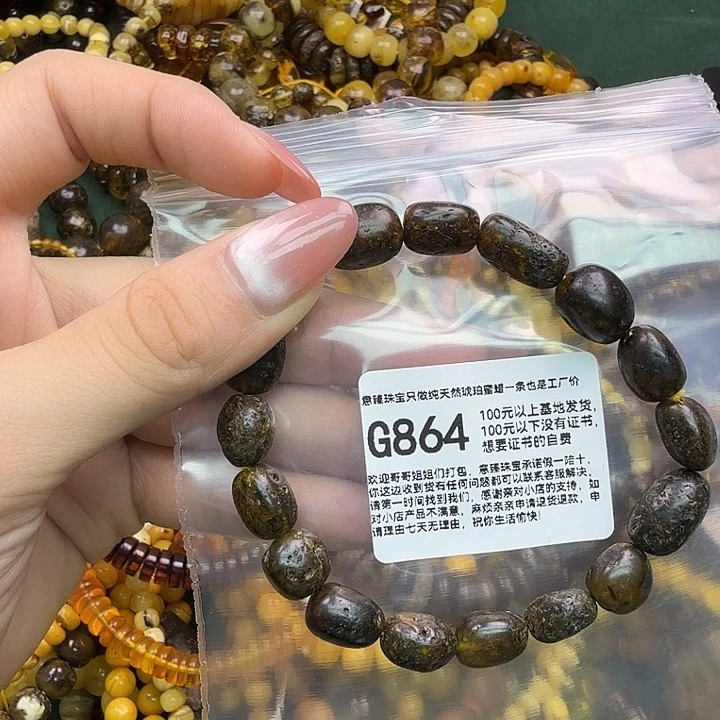 意臻珠宝只做纯天然琥珀蜜蜡一条也是工厂价
G864
100元以上基地发货，
100元以下没有证书、
想要证书的自费
欢迎哥哥姐姐们打包，意臻珠宝承诺假一陪十，
你这边收到货有任何问题都可以联系客服解决，
请第一时间找到我们，感谢亲对小店的支持，如
对小店产品不满意，麻烦亲亲申请退货退款，申
请理由七天无理由，祝你生活愉快！